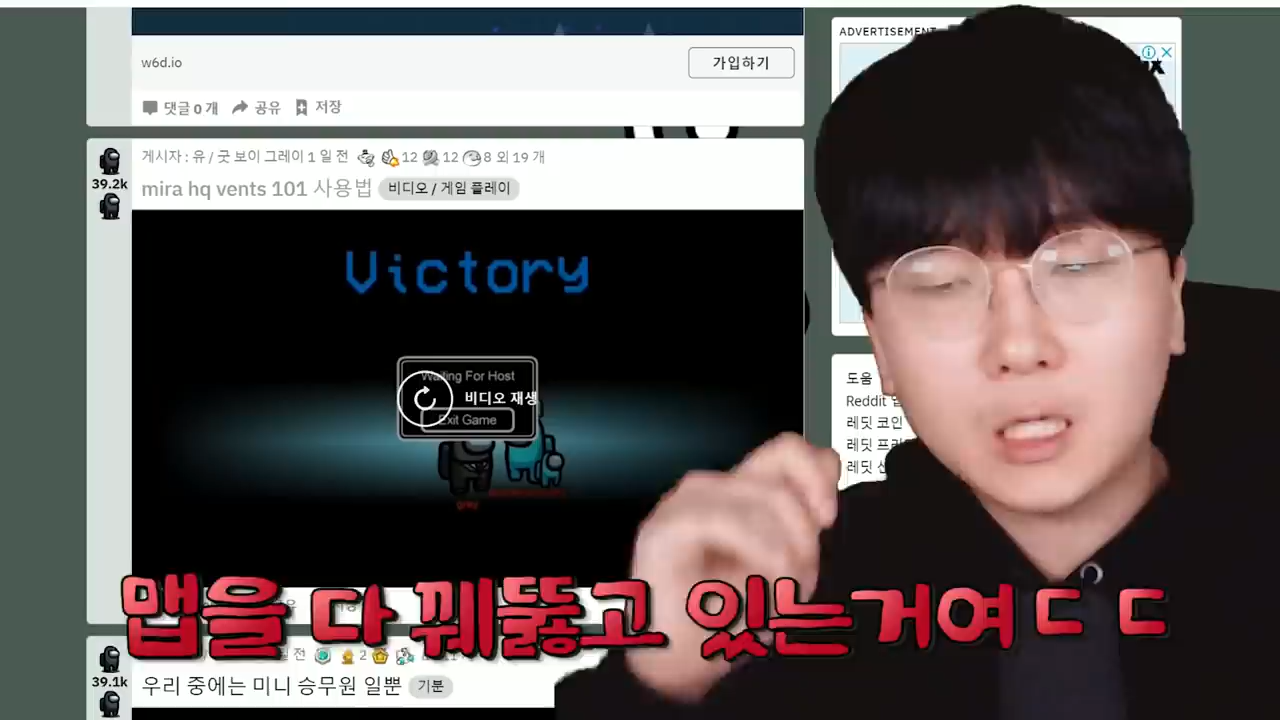 w6d.io
가입하기
댓글 0 개 공유 저장
ADVERTISEMENT
게시자 : 유 / 굿 보이 그레이 1 일 전 12 12 8 외 19 개
39.2k
mira hq vents 101 사용법 비디오 / 게임 플레이
Victory
Waiting For Host
비디오 재생
Exit Game
grey
도움
Reddit
레딧 코인
레딧
레딧
맵을 다 꿰뚫고 있는거여ㄷㄷ
전 2
39.1k
우리 중에는 미니 승무원 일뿐 기분